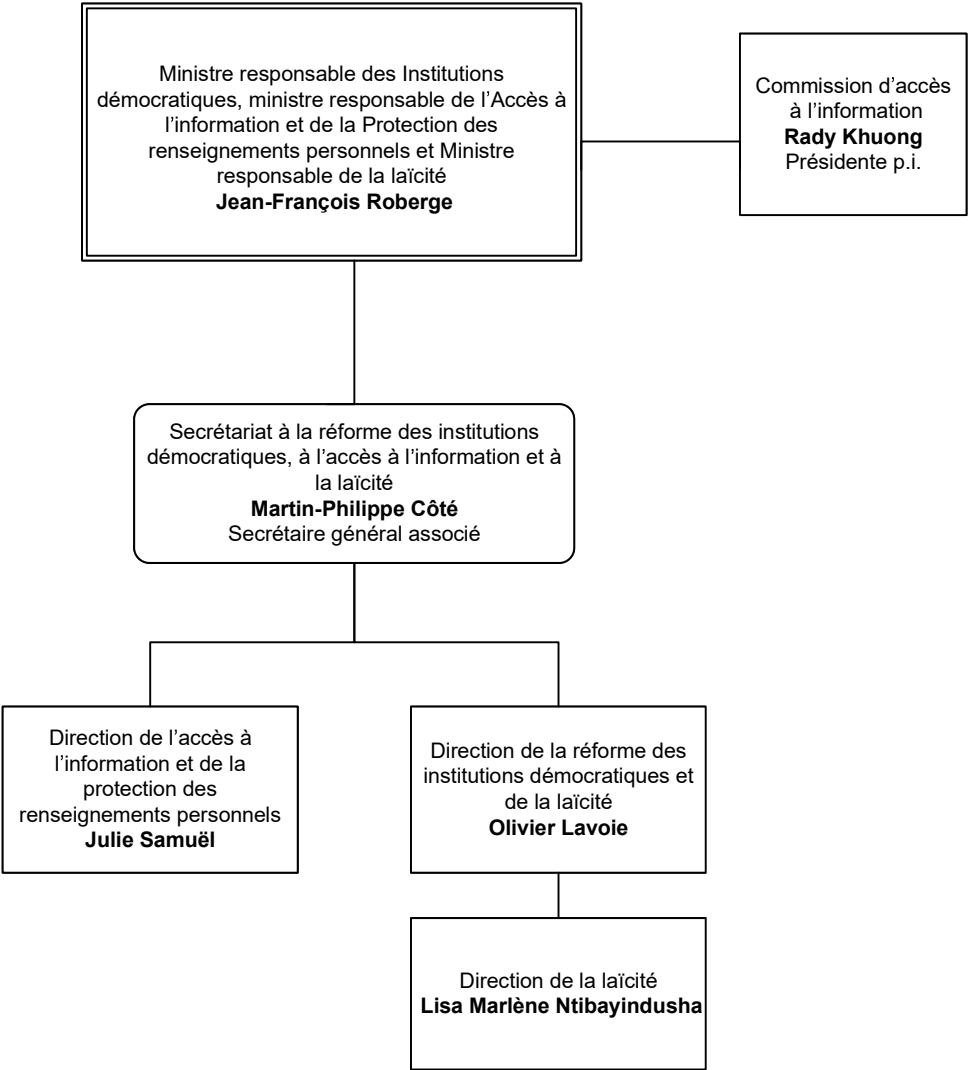 Ministre responsable des Institutions
démocratiques, ministre responsable de l’Accès à
l’information et de la Protection des
renseignements personnels et Ministre
responsable de la laïcité
Jean-François Roberge
Commission d’accès
à l’information
Rady Khuong
Présidente p.i.
Secrétariat à la réforme des institutions
démocratiques, à l’accès à l’information et à
la laïcité
Martin-Philippe Côté
Secrétaire général associé
Direction de l’accès à
l’information et de la
protection des
renseignements personnels
Julie Samuël
Direction de la réforme des
institutions démocratiques et
de la laïcité
Olivier Lavoie
Direction de la laïcité
Lisa Marlène Ntibayindusha